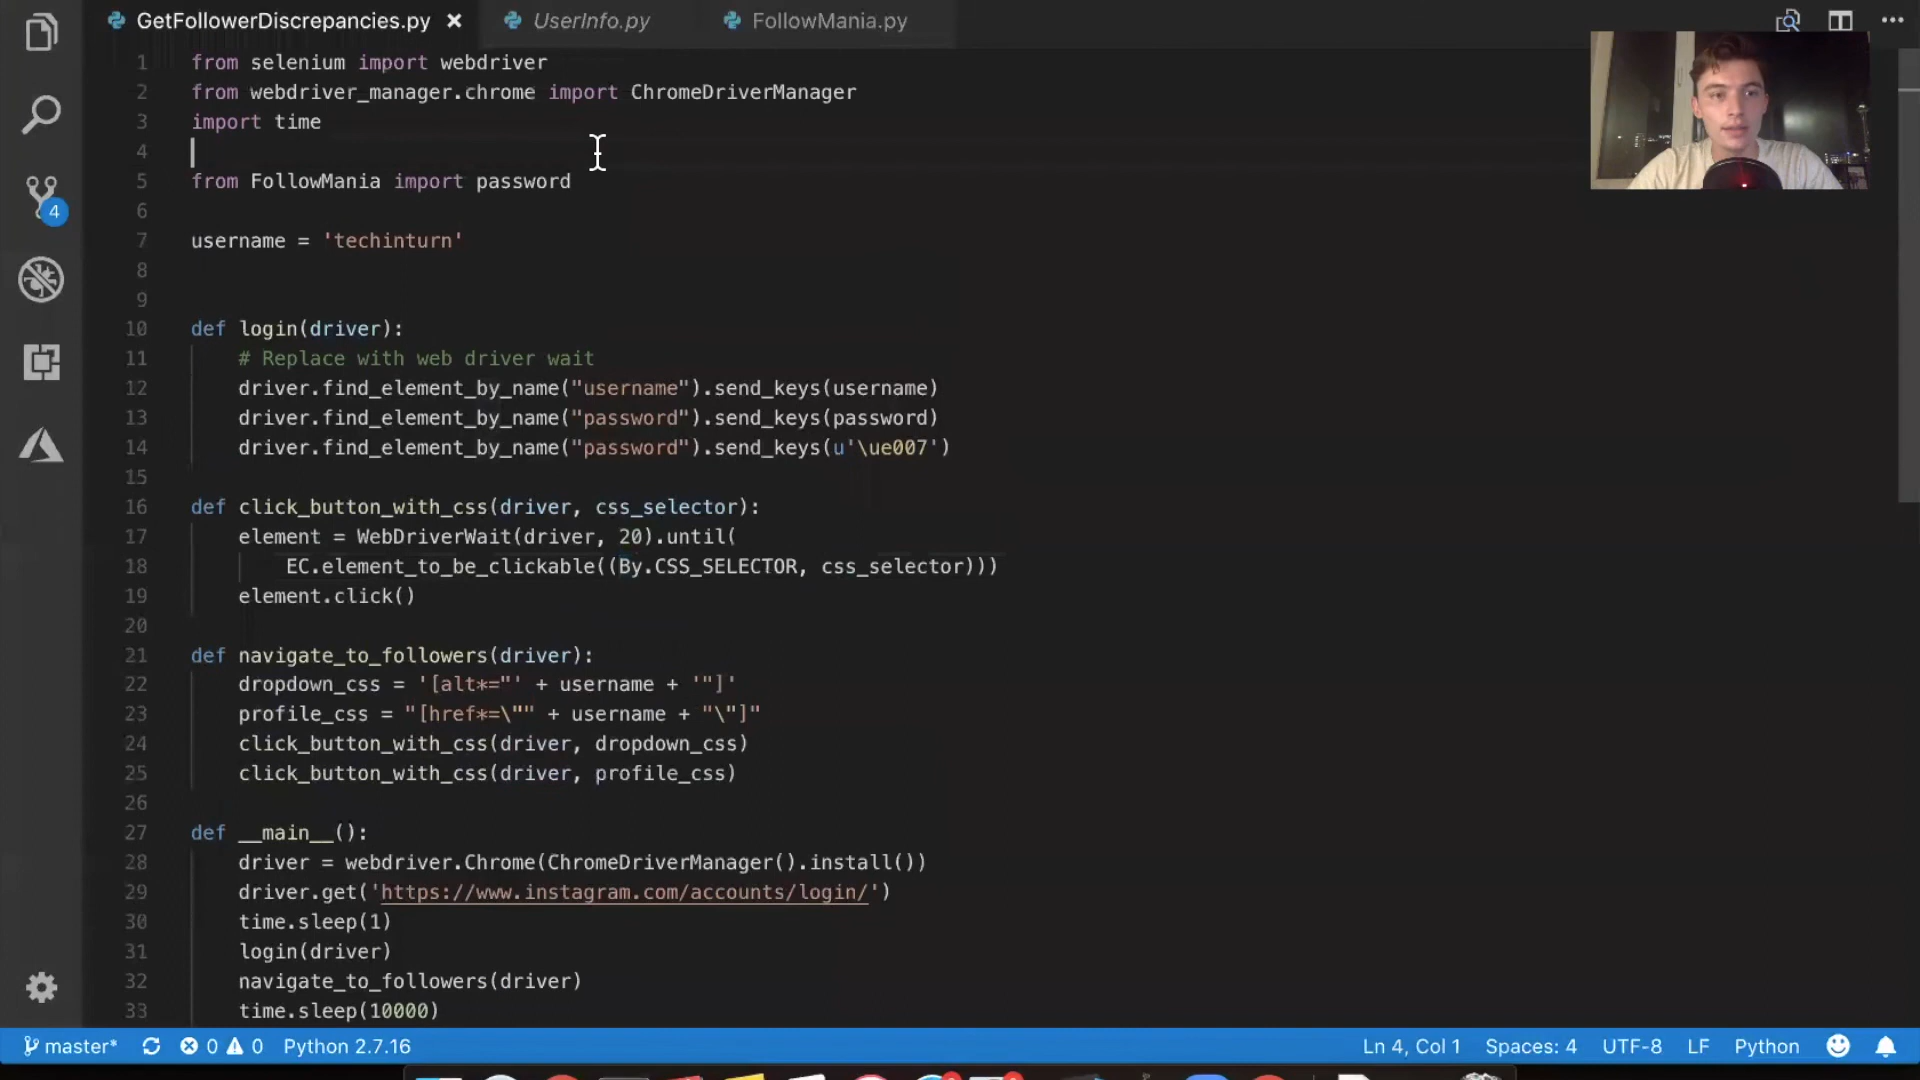 GetFollowerDiscrepancies.py × UserInfo.py FollowMania.py
1 from selenium import webdriver
2 from webdriver_manager.chrome import ChromeDriverManager
3 import time
4
5 from FollowMania import password
6
7 username = 'techinturn'
8
9
10 def login(driver):
11     # Replace with web driver wait
12     driver.find_element_by_name("username").send_keys(username)
13     driver.find_element_by_name("password").send_keys(password)
14     driver.find_element_by_name("password").send_keys(u'\ue007')
15
16 def click_button_with_css(driver, css_selector):
17     element = WebDriverWait(driver, 20).until(
18         EC.element_to_be_clickable((By.CSS_SELECTOR, css_selector)))
19     element.click()
20
21 def navigate_to_followers(driver):
22     dropdown_css = '[alt*="' + username + '"]'
23     profile_css = "[href*=\"" + username + "\"]"
24     click_button_with_css(driver, dropdown_css)
25     click_button_with_css(driver, profile_css)
26
27 def __main__():
28     driver = webdriver.Chrome(ChromeDriverManager().install())
29     driver.get('https://www.instagram.com/accounts/login/')
30     time.sleep(1)
31     login(driver)
32     navigate_to_followers(driver)
33     time.sleep(10000)
4
master* 0 0 Python 2.7.16 Ln 4, Col 1 Spaces: 4 UTF-8 LF Python